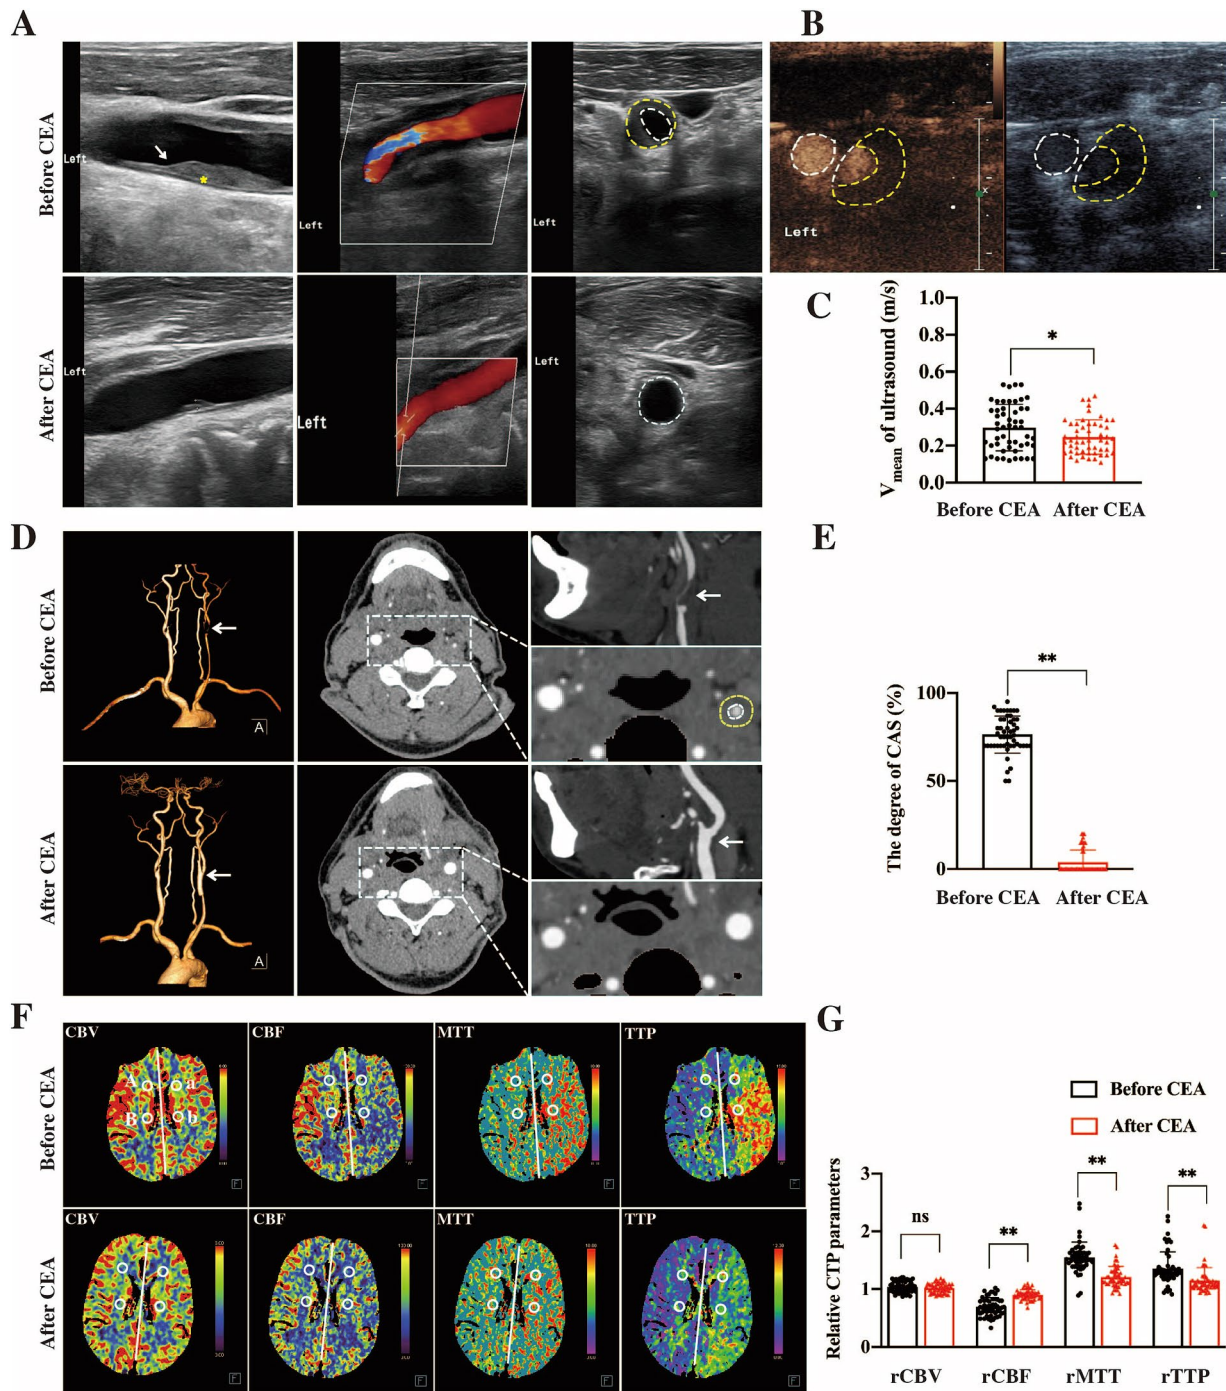 A
Before CEA
Left
Left
Left
After CEA
Left
Left
Left
B
Left
X
C
V mean of ultrasound (m/s)
1.0
0.8
0.6
0.4
0.2
0.0
*
Before CEA After CEA
D
Before CEA
A
After CEA
A
E
The degree of CAS (%)
100
50
0
**
Before CEA After CEA
F
Before CEA
CBV CBF MTT TTP
A a
B b
F F F F
After CEA
CBV CBF MTT TTP
F F F F
G
Before CEA
After CEA
Relative CTP parameters
3
2
1
0
ns ** ** **
rCBV rCBF rMTT rTTP